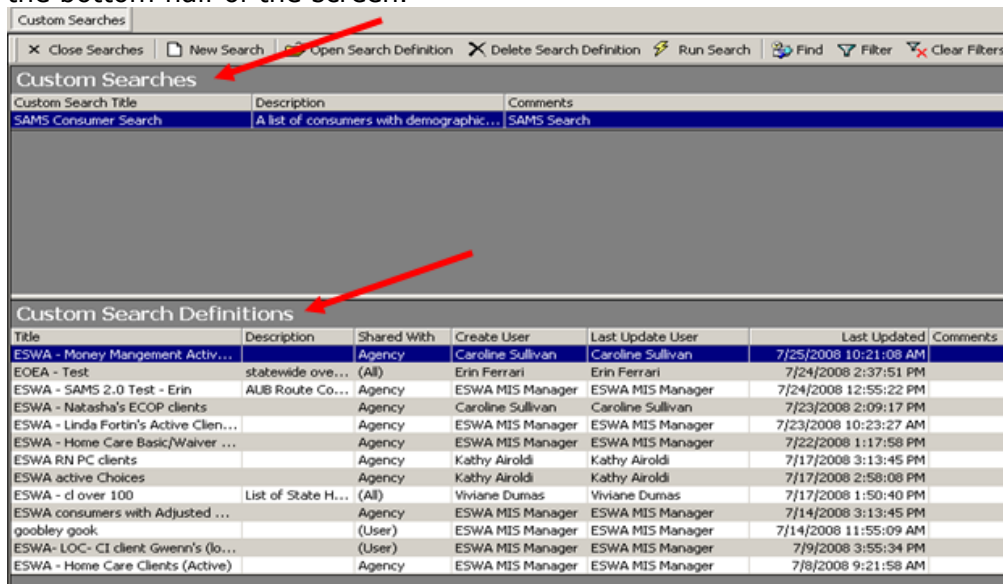 the bottom half of the screen.
Custom Searches
Close Searches New Search Open Search Definition Delete Search Definition Run Search Find Filter Clear Filters
Custom Searches
Custom Search Title Description Comments
SAMS Consumer Search A list of consumers with demographic... SAMS Search
Custom Search Definitions
Title Description Shared With Create User Last Update User Last Updated Comments
ESWA - Money Mangement Activ... Agency Caroline Sullivan Caroline Sullivan 7/25/2008 10:21:08 AM
EOEA - Test statewide ove... (All) Erin Ferrari Erin Ferrari 7/24/2008 2:37:51 PM
ESWA - SAMS 2.0 Test - Erin AUB Route Co... Agency ESWA MIS Manager ESWA MIS Manager 7/24/2008 12:55:22 PM
ESWA - Natasha's ECOP clients Agency Caroline Sullivan Caroline Sullivan 7/23/2008 2:09:17 PM
ESWA - Linda Fortin's Active Clien... Agency ESWA MIS Manager ESWA MIS Manager 7/23/2008 10:23:27 AM
ESWA - Home Care Basic/Waiver ... Agency ESWA MIS Manager ESWA MIS Manager 7/22/2008 1:17:58 PM
ESWA RN PC clients Agency Kathy Airoldi Kathy Airoldi 7/17/2008 3:13:45 PM
ESWA active Choices Agency Kathy Airoldi Kathy Airoldi 7/17/2008 2:58:08 PM
ESWA - cl over 100 List of State H... (All) Viviane Dumas Viviane Dumas 7/17/2008 1:50:40 PM
ESWA consumers with Adjusted ... Agency ESWA MIS Manager ESWA MIS Manager 7/14/2008 3:13:45 PM
goobley gook (User) ESWA MIS Manager ESWA MIS Manager 7/14/2008 11:55:09 AM
ESWA- LOC- CI client Gwenn's (lo... (User) ESWA MIS Manager ESWA MIS Manager 7/9/2008 3:55:34 PM
ESWA - Home Care Clients (Active) Agency ESWA MIS Manager ESWA MIS Manager 7/8/2008 9:21:58 AM